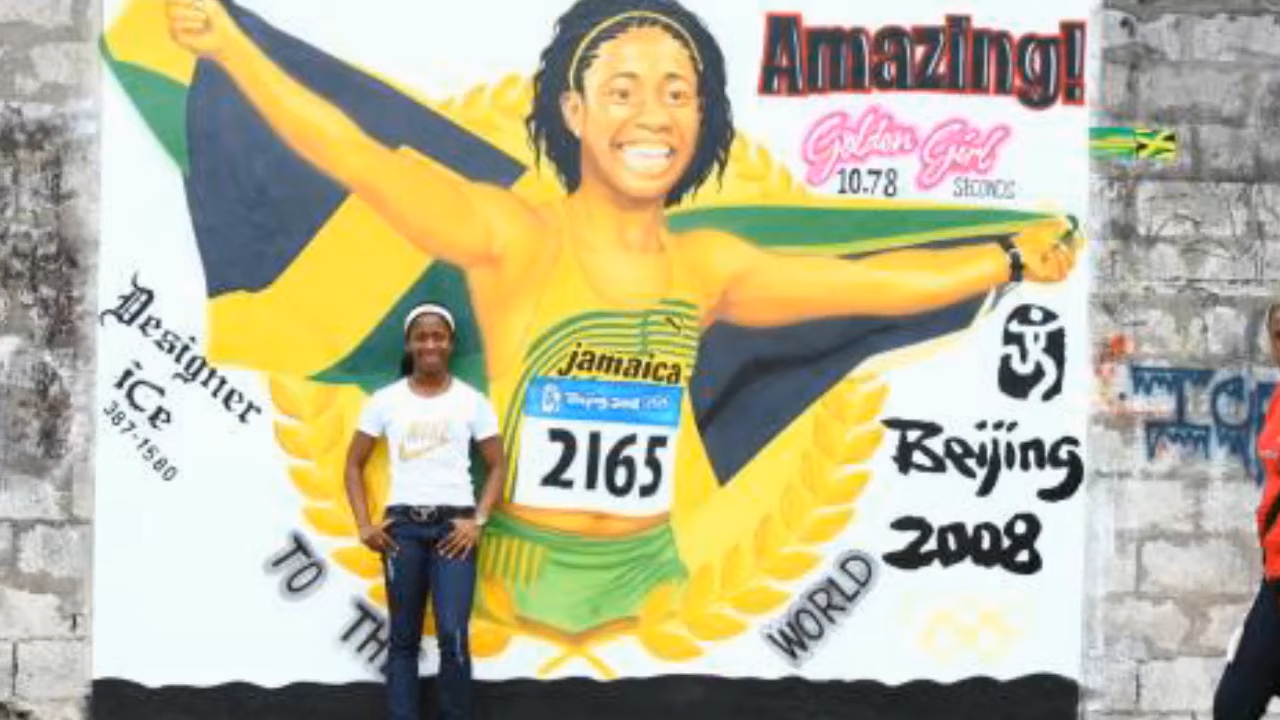 Amazing!
Golden Girl
10.78 SECONDS
Designer
iCe
387-1580
jamaica
Beijing 2008
2165
Beijing
2008
TO THE
WORLD